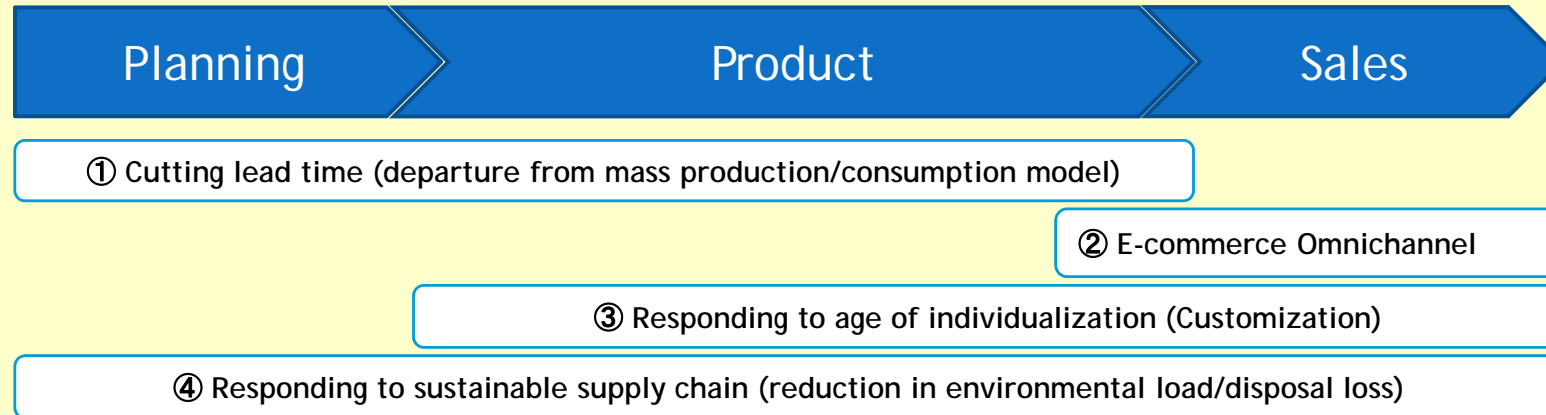 Planning Product Sales
① Cutting lead time (departure from mass production/consumption model)
② E-commerce Omnichannel
③ Responding to age of individualization (Customization)
④ Responding to sustainable supply chain (reduction in environmental load/disposal loss)